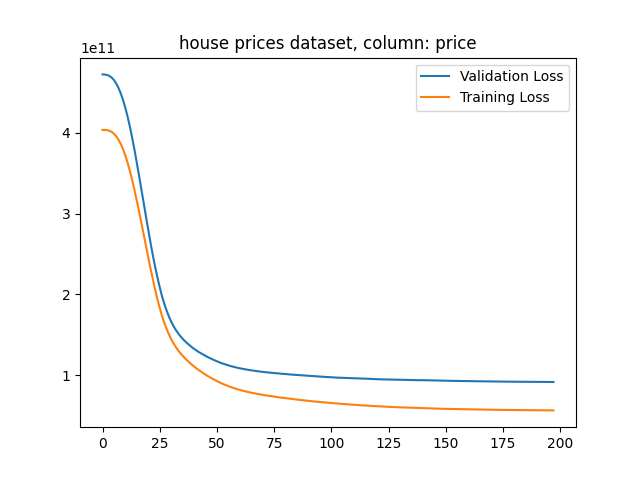 house prices dataset, column: price
1e11
Validation Loss
Training Loss
4
3
2
1
0 25 50 75 100 125 150 175 200